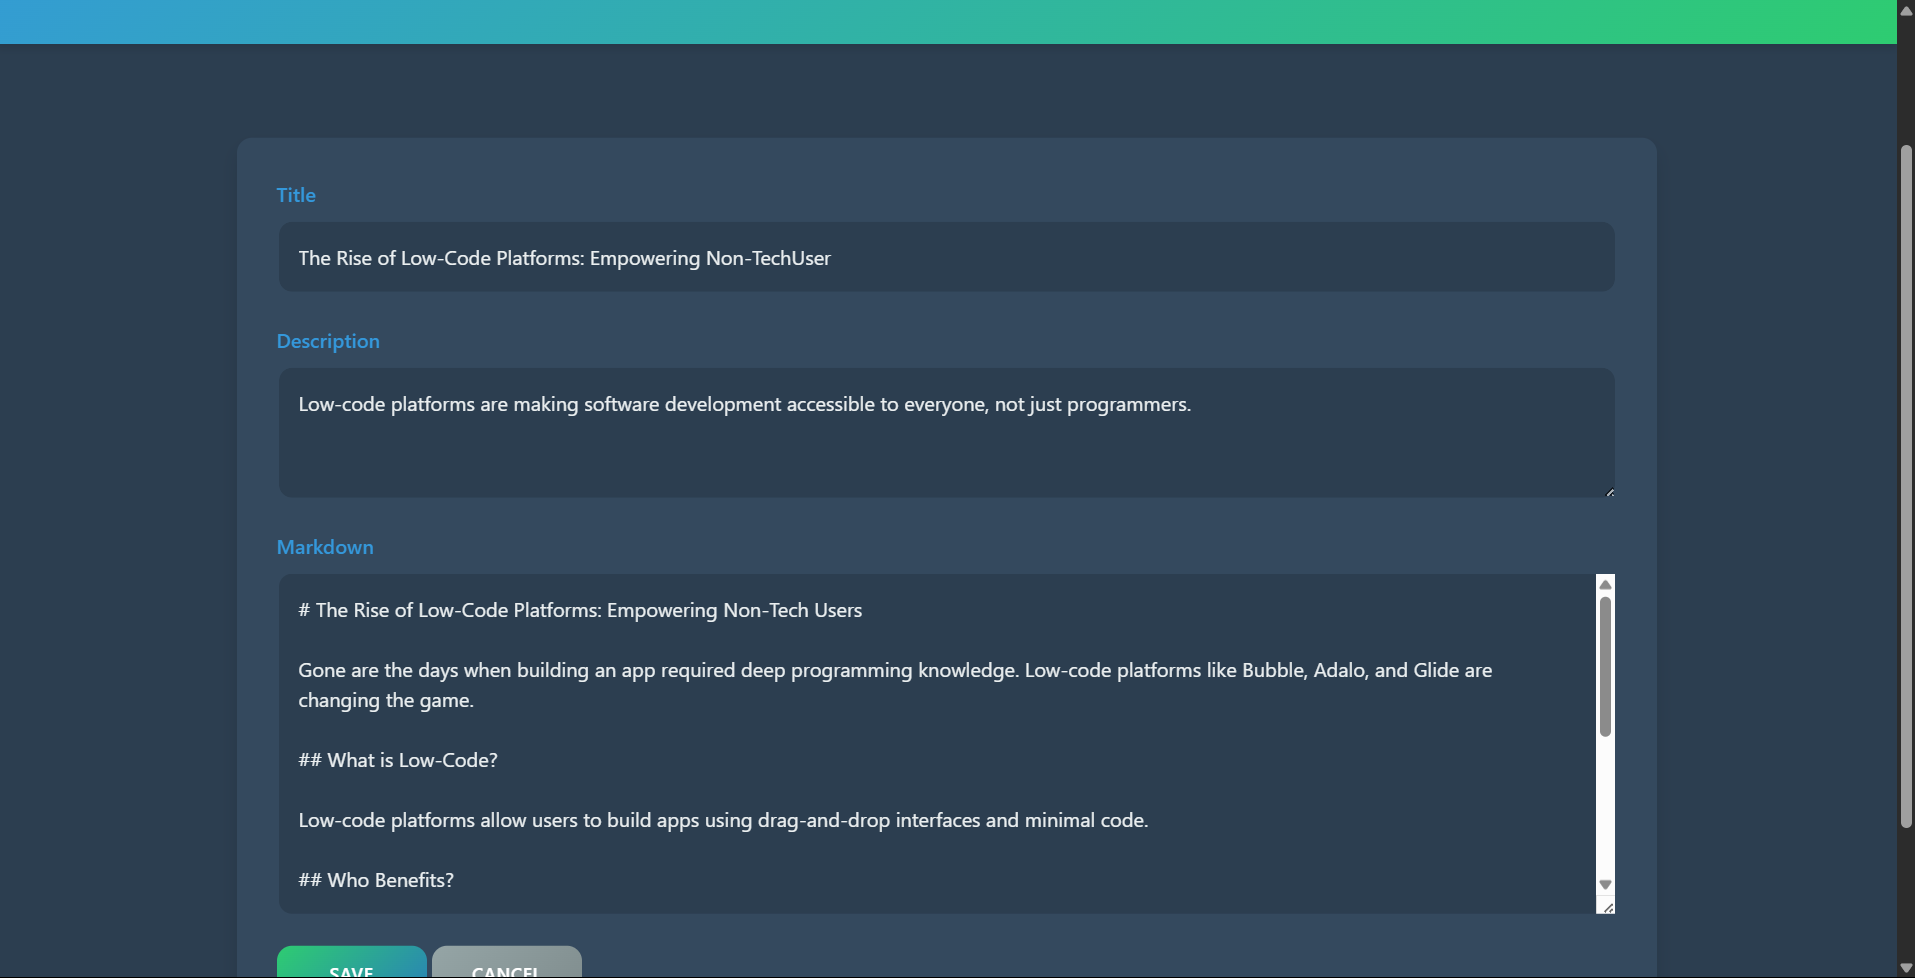 Title
The Rise of Low-Code Platforms: Empowering Non-TechUser
Description
Low-code platforms are making software development accessible to everyone, not just programmers.
Markdown
# The Rise of Low-Code Platforms: Empowering Non-Tech Users
Gone are the days when building an app required deep programming knowledge. Low-code platforms like Bubble, Adalo, and Glide are
changing the game.
## What is Low-Code?
Low-code platforms allow users to build apps using drag-and-drop interfaces and minimal code.
## Who Benefits?
SAVE CANCEL